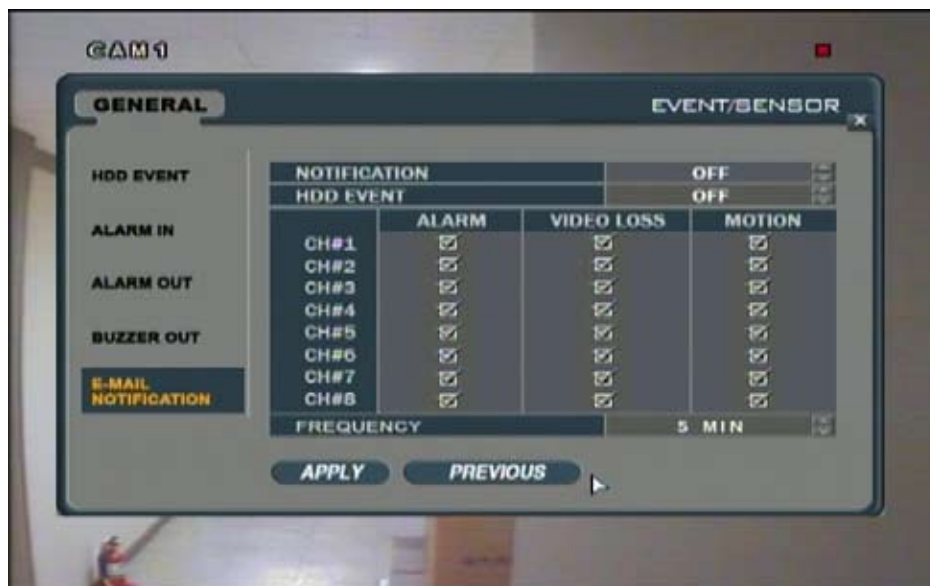 CAM 1
GENERAL
EVENT/SENSOR
HDD EVENT
ALARM IN
ALARM OUT
BUZZER OUT
E-MAIL
NOTIFICATION
NOTIFICATION OFF
HDD EVENT OFF
ALARM VIDEO LOSS MOTION
CH#1
CH#2
CH#3
CH#4
CH#5
CH#6
CH#7
CH#8
FREQUENCY 5 MIN
APPLY PREVIOUS